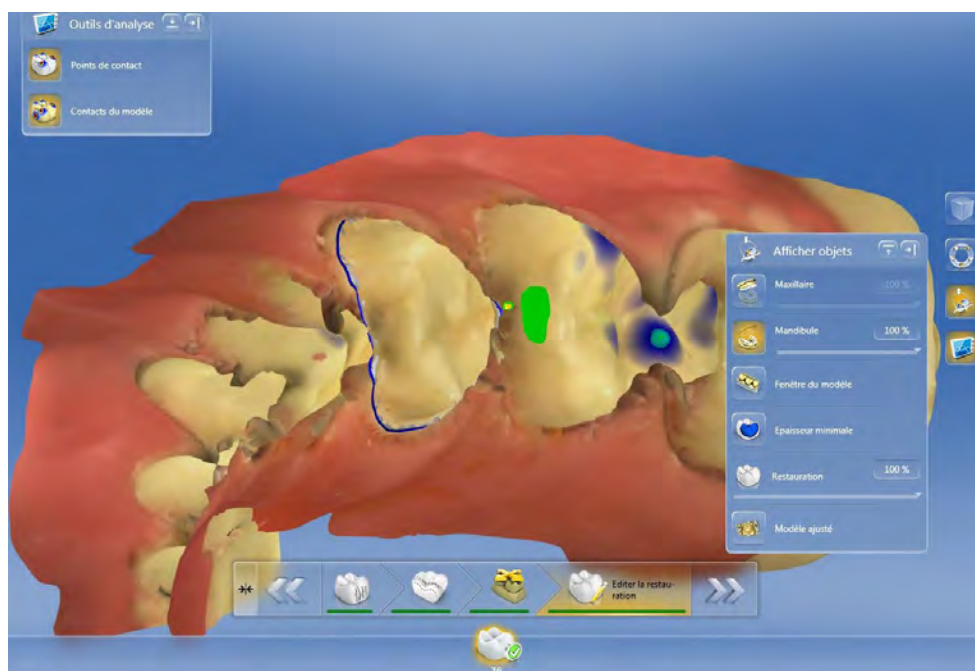 Outils d'analyse
Points de contact
Contacts du modèle
Afficher objets
Maxillaire 100 %
Mandibule 100 %
Fenêtre du modèle
Epaisseur minimale
Restauration 100 %
Modèle ajusté
Editer la restau-
ration